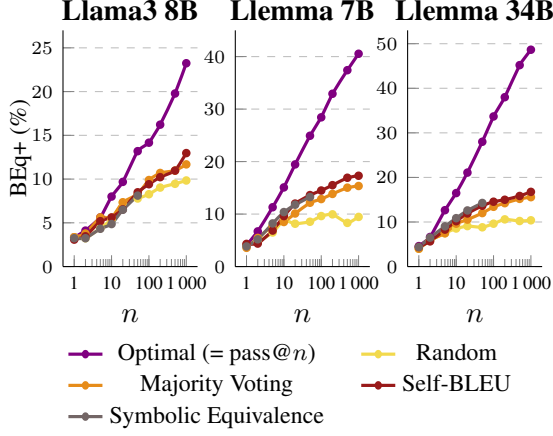 Llama3 8B Llemma 7B Llemma 34B
BEq+ (%)
25
20
15
10
5
0
40
30
20
10
0
50
40
30
20
10
0
1 10 100 1 000 1 10 100 1 000 1 10 100 1 000
n n n
Optimal (= pass@n) Random
Majority Voting Self-BLEU
Symbolic Equivalence